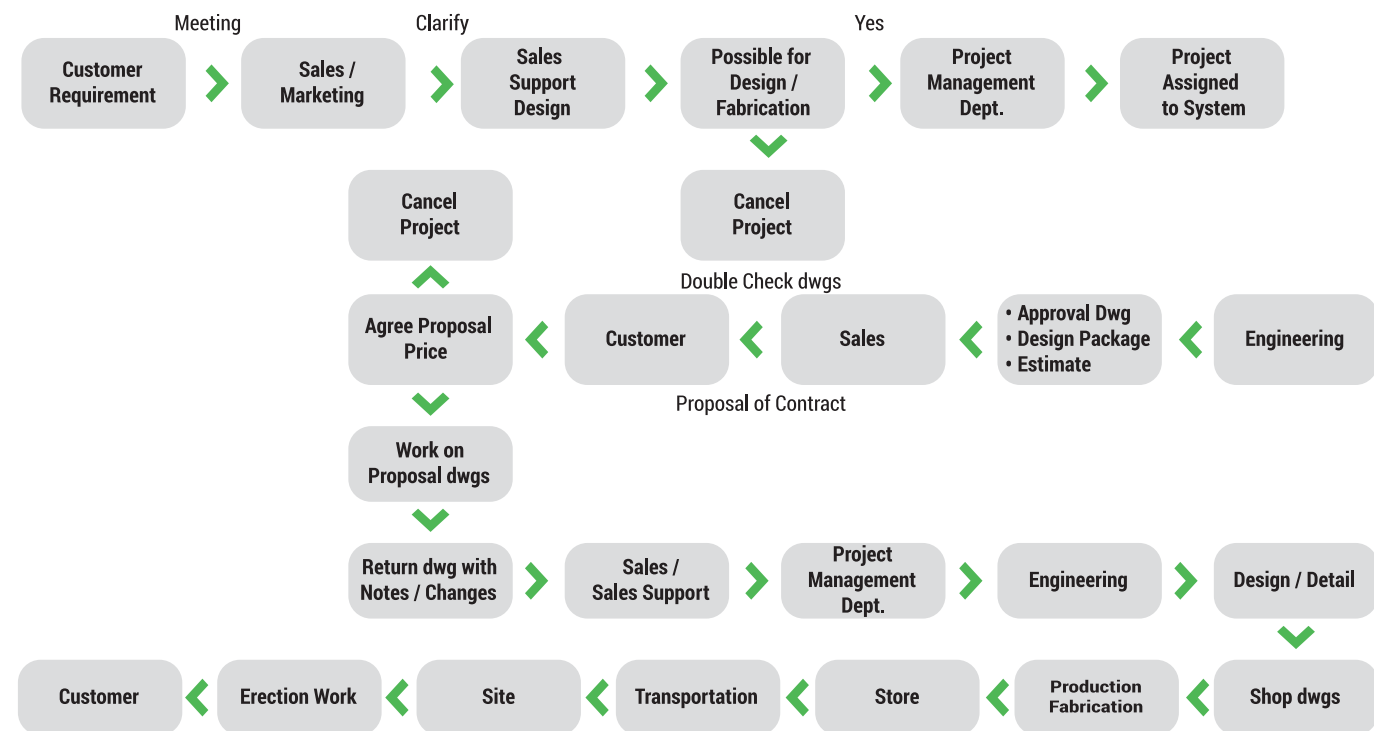 Meeting
Clarify
Yes
Customer
Requirement
Sales /
Marketing
Sales
Support
Design
Possible for
Design /
Fabrication
Project
Management
Dept.
Project
Assigned
to System
Cancel
Project
Cancel
Project
Double Check dwgs
Agree Proposal
Price
Customer
Sales
• Approval Dwg
• Design Package
• Estimate
Engineering
Proposal of Contract
Work on
Proposal dwgs
Return dwg with
Notes / Changes
Sales /
Sales Support
Project
Management
Dept.
Engineering
Design / Detail
Customer
Erection Work
Site
Transportation
Store
Production
Fabrication
Shop dwgs